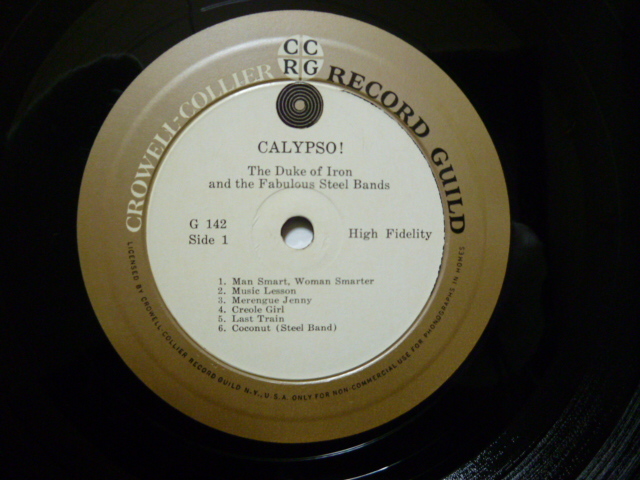 CROWELL-COLLIER
C C
R G
RECORD GUILD
CALYPSO!
The Duke of Iron
and the Fabulous Steel Bands
G 142
Side 1
High Fidelity
1. Man Smart, Woman Smarter
2. Music Lesson
3. Merengue Jenny
4. Creole Girl
5. Last Train
6. Coconut (Steel Band)
LICENSED BY CROWELL-COLLIER RECORD GUILD N.Y., U.S.A. ONLY FOR NON-COMMERCIAL USE FOR PHONOGRAPHS IN HOMES